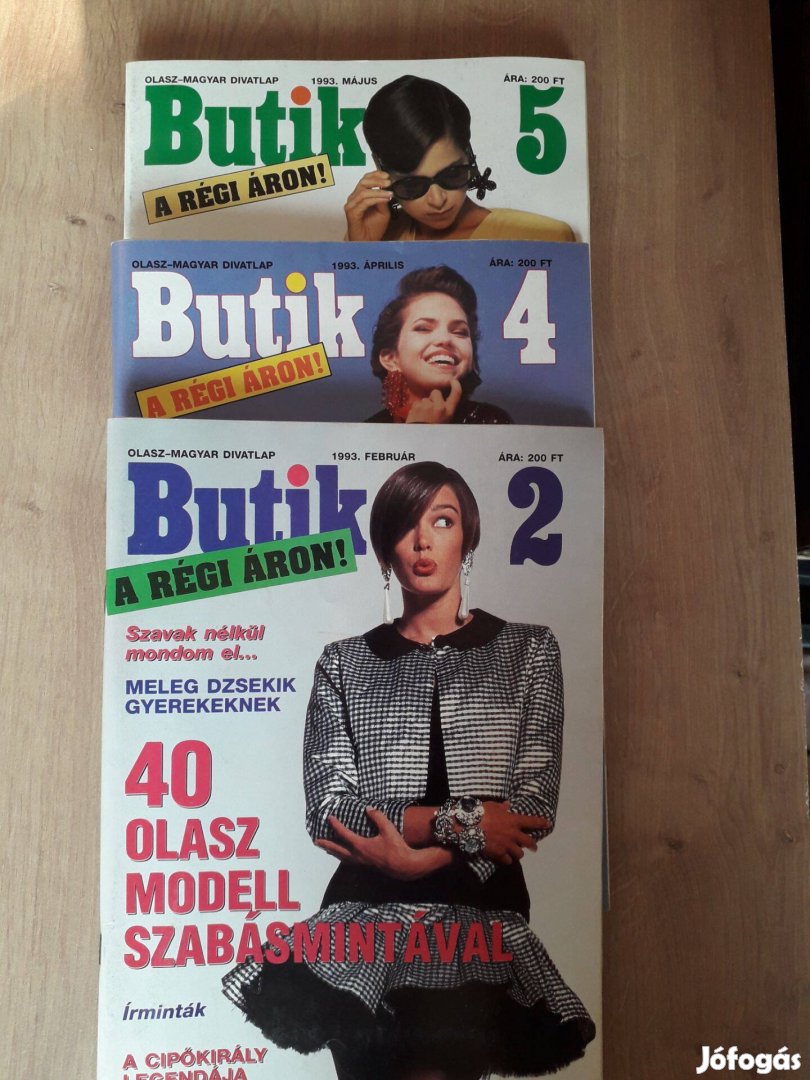 OLASZ–MAGYAR DIVATLAP 1993. MÁJUS ÁRA: 200 FT
Butik 5
A RÉGI ÁRON!
OLASZ–MAGYAR DIVATLAP 1993. ÁPRILIS ÁRA: 200 FT
Butik 4
A RÉGI ÁRON!
OLASZ–MAGYAR DIVATLAP 1993. FEBRUÁR ÁRA: 200 FT
Butik 2
A RÉGI ÁRON!
Szavak nélkül
mondom el...
MELEG DZSEKIK
GYEREKEKNEK
40
OLASZ
MODELL
SZABÁSMINTÁVAL
Írminták
A CIPŐKIRÁLY
LEGENDÁJA
Jófogás